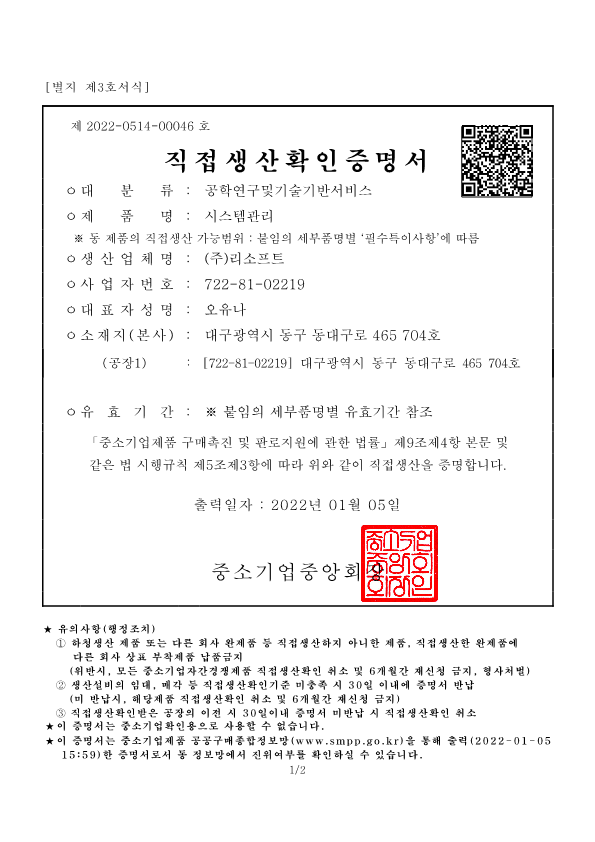 [별지 제3호서식]
제 2022-0514-00046 호
직접생산확인증명서
ㅇ대 분 류 : 공학연구및기술기반서비스
ㅇ제 품 명 : 시스템관리
※ 동 제품의 직접생산 가능범위 : 붙임의 세부품명별 '필수특이사항'에 따름
ㅇ생 산 업 체 명 : (주)리소프트
ㅇ사 업 자 번 호 : 722-81-02219
ㅇ대 표 자 성 명 : 오유나
ㅇ소 재 지(본 사) : 대구광역시 동구 동대구로 465 704호
(공장1) : [722-81-02219] 대구광역시 동구 동대구로 465 704호
ㅇ유 효 기 간 : ※ 붙임의 세부품명별 유효기간 참조
「중소기업제품 구매촉진 및 판로지원에 관한 법률」제9조제4항 본문 및
같은 법 시행규칙 제5조제3항에 따라 위와 같이 직접생산을 증명합니다.
출력일자 : 2022년 01월 05일
중소기업중앙회장
★ 유의사항(행정조치)
① 하청생산 제품 또는 다른 회사 완제품 등 직접생산하지 아니한 제품, 직접생산한 완제품에
다른 회사 상표 부착제품 납품금지
(위반시, 모든 중소기업자간경쟁제품 직접생산확인 취소 및 6개월간 재신청 금지, 형사처벌)
② 생산설비의 임대, 매각 등 직접생산확인기준 미충족 시 30일 이내에 증명서 반납
(미 반납시, 해당제품 직접생산확인 취소 및 6개월간 재신청 금지)
③ 직접생산확인받은 공장의 이전 시 30일이내 증명서 미반납 시 직접생산확인 취소
★이 증명서는 중소기업확인용으로 사용할 수 없습니다.
★이 증명서는 중소기업제품 공공구매종합정보망(www.smpp.go.kr)을 통해 출력(2022-01-05
15:59)한 증명서로서 동 정보망에서 진위여부를 확인하실 수 있습니다.
1/2